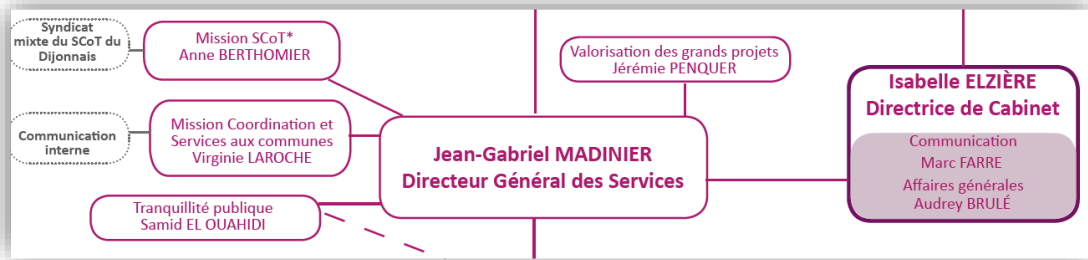 Syndicat
mixte du SCoT du
Dijonnais
Mission SCoT*
Anne BERTHOMIER
Valorisation des grands projets
Jérémie PENQUER
Isabelle ELZIÈRE
Directrice de Cabinet
Communication
Marc FARRE
Affaires générales
Audrey BRULÉ
Communication
interne
Mission Coordination et
Services aux communes
Virginie LAROCHE
Jean-Gabriel MADINIER
Directeur Général des Services
Tranquillité publique
Samid EL OUAHIDI